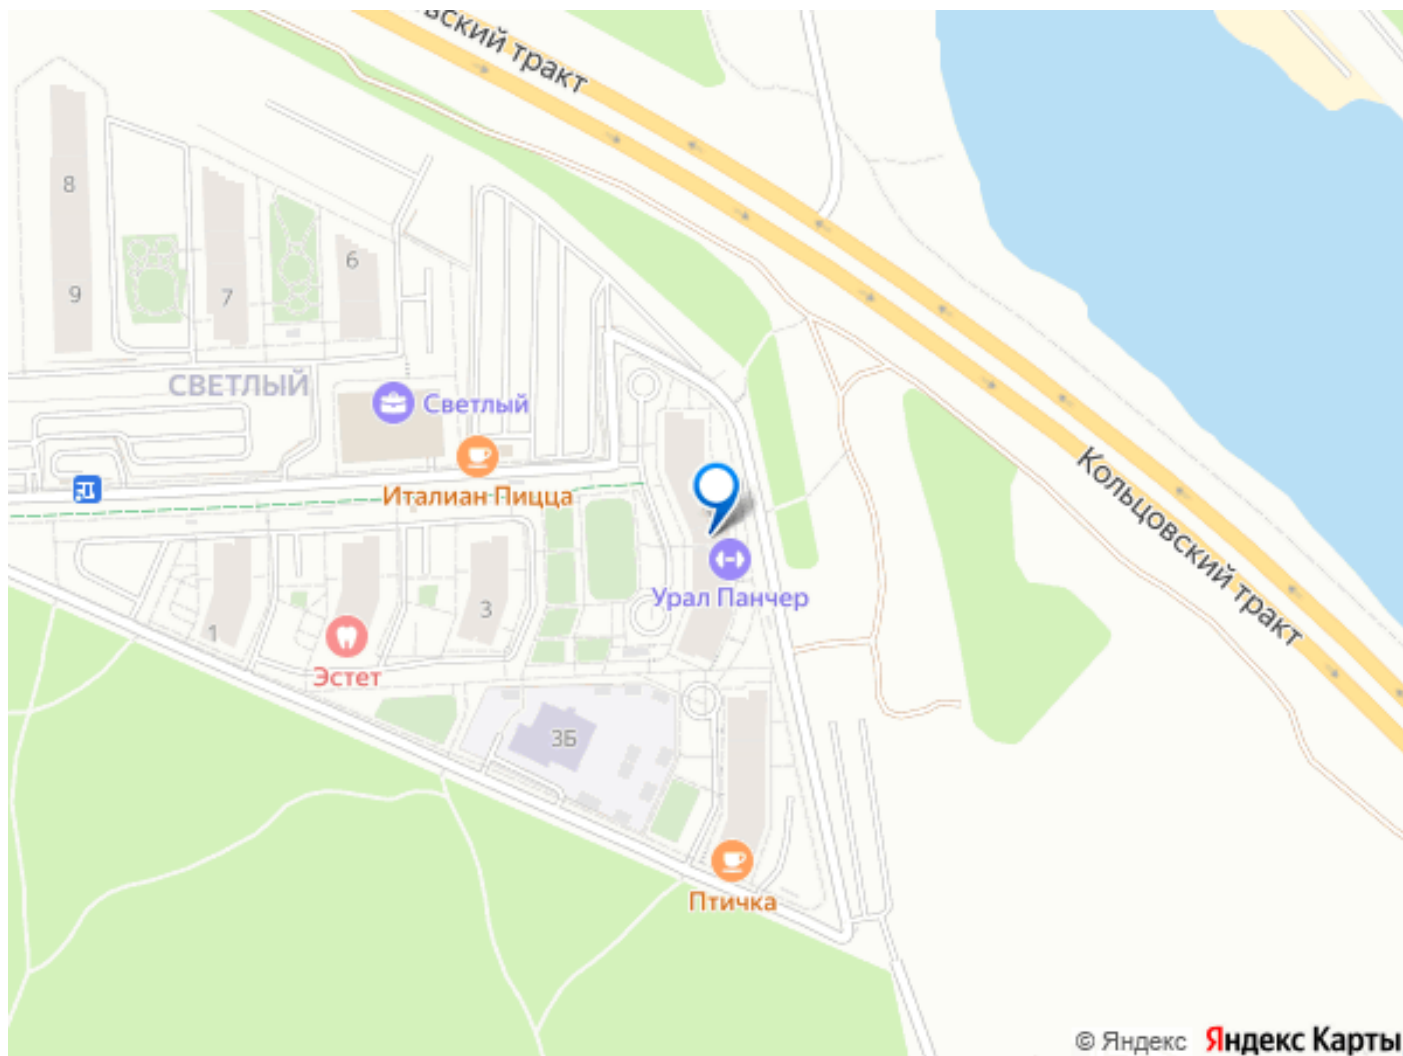 ский тракт
8
6
9
7
СВЕТЛЫЙ
Светлый
Италиан Пицца
Кольцовский тракт
Урал Панчер
3
1
Эстет
3Б
Птичка
© Яндекс Яндекс Карты